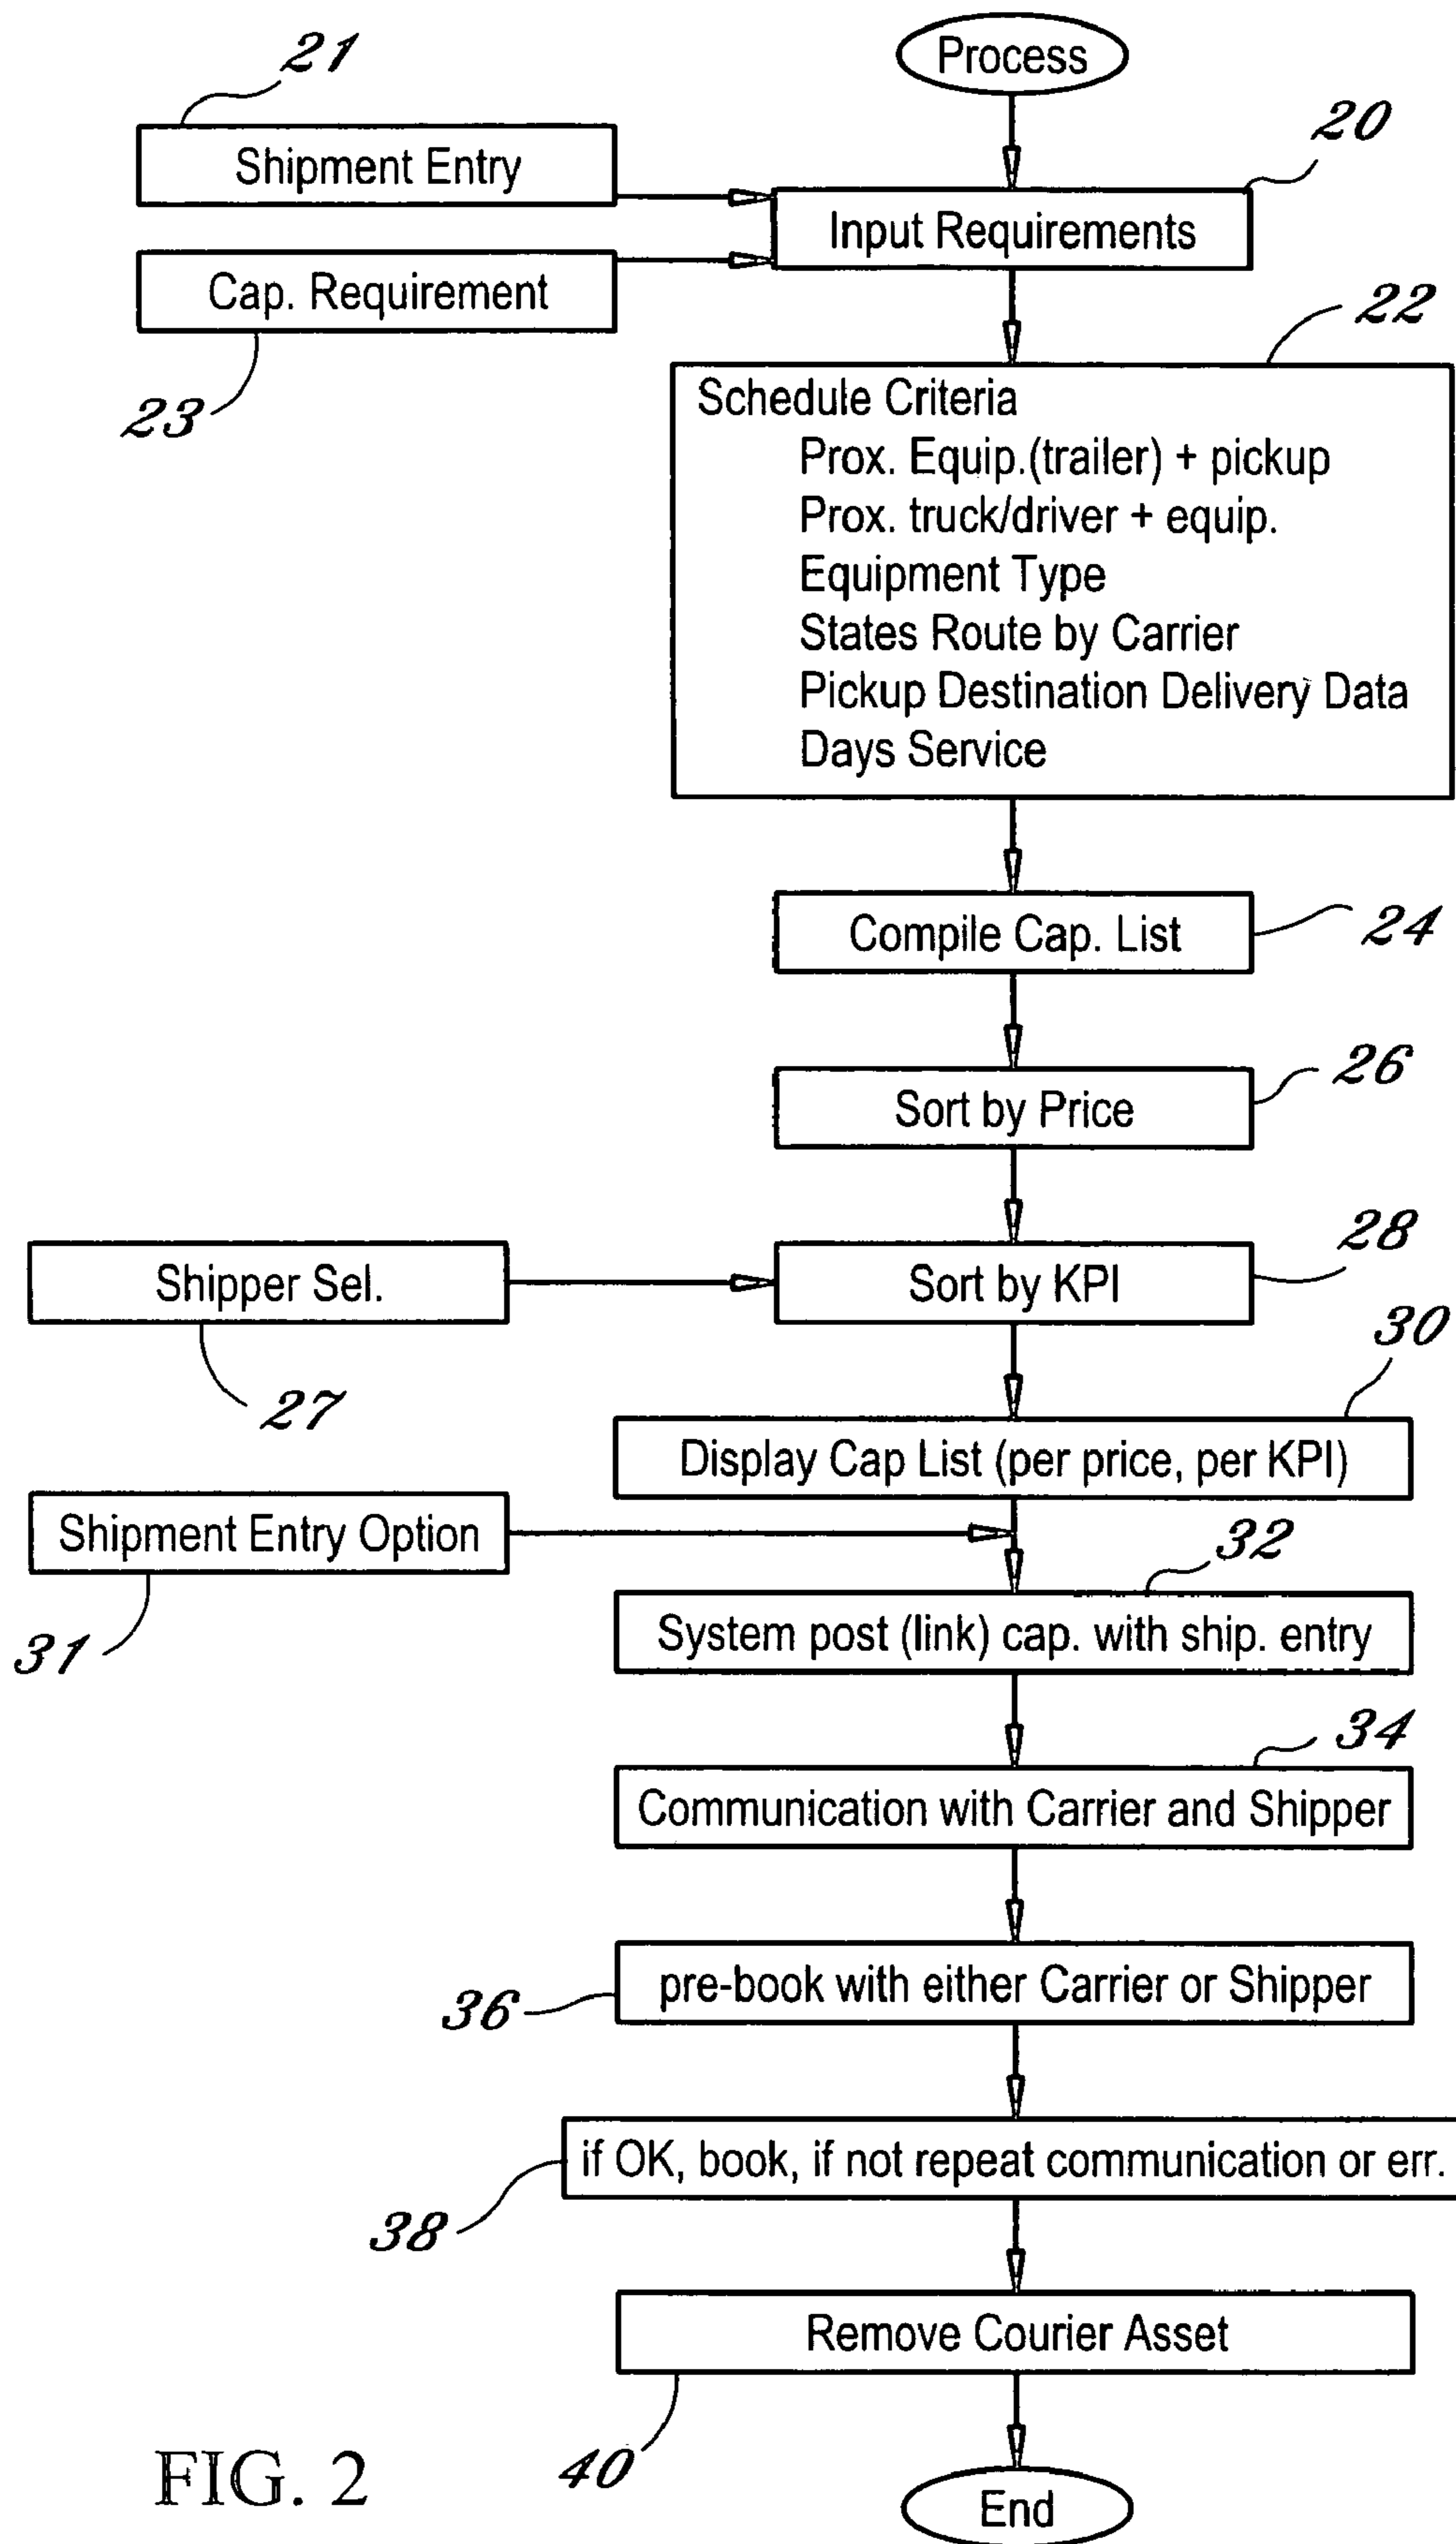 Process
21
20
Shipment Entry
Input Requirements
Cap. Requirement
22
23
Schedule Criteria
Prox. Equip.(trailer) + pickup
Prox. truck/driver + equip.
Equipment Type
States Route by Carrier
Pickup Destination Delivery Data
Days Service
Compile Cap. List
24
26
Sort by Price
28
Shipper Sel.
Sort by KPI
30
27
Display Cap List (per price, per KPI)
Shipment Entry Option
32
31
System post (link) cap. with ship. entry
34
Communication with Carrier and Shipper
pre-book with either Carrier or Shipper
36
if OK, book, if not repeat communication or err.
38
Remove Courier Asset
40
FIG. 2
End